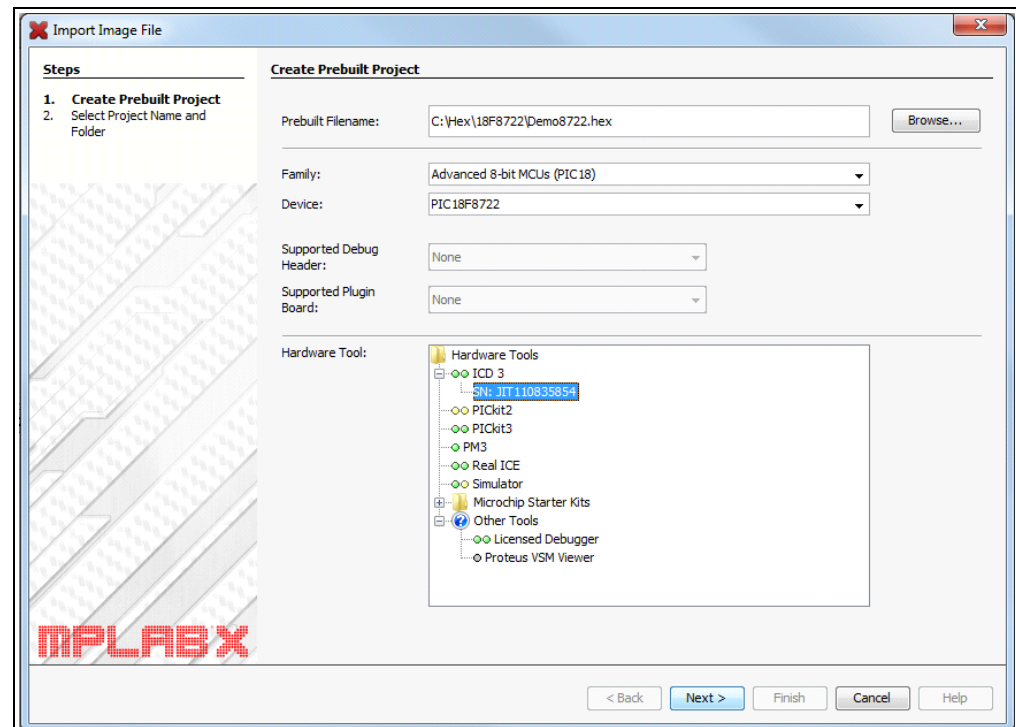 Import Image File
Steps
1. Create Prebuilt Project
2. Select Project Name and
Folder
Create Prebuilt Project
Prebuilt Filename:
C:\Hex\18F8722\Demo8722.hex
Browse...
Family:
Advanced 8-bit MCUs (PIC18)
Device:
PIC18F8722
Supported Debug
Header:
None
Supported Plugin
Board:
None
Hardware Tool:
Hardware Tools
ICD 3
SN: JIT110835854
PICkit2
PICkit3
PM3
Real ICE
Simulator
Microchip Starter Kits
Other Tools
Licensed Debugger
Proteus VSM Viewer
MPLAB X
< Back
Next >
Finish
Cancel
Help